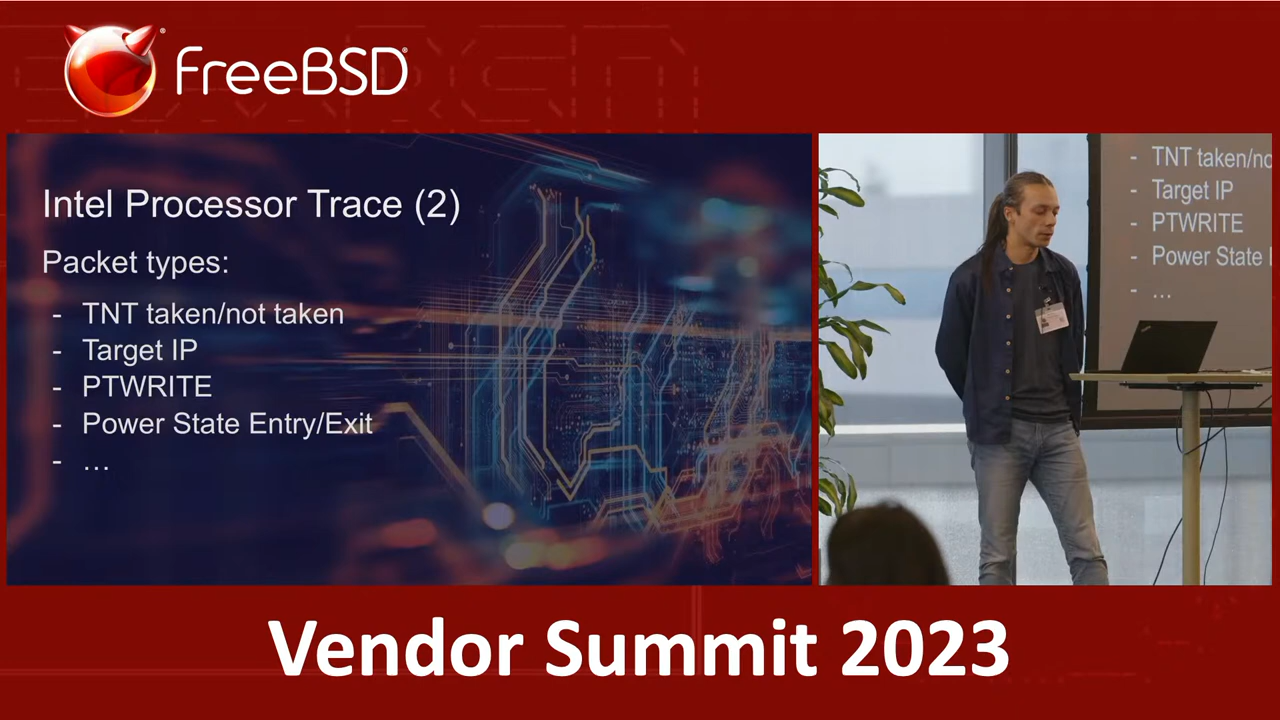 FreeBSD®
Intel Processor Trace (2)
Packet types:
- TNT taken/not taken
- Target IP
- PTWRITE
- Power State Entry/Exit
- …
- TNT taken/no
- Target IP
- PTWRITE
- Power State
- …
Vendor Summit 2023